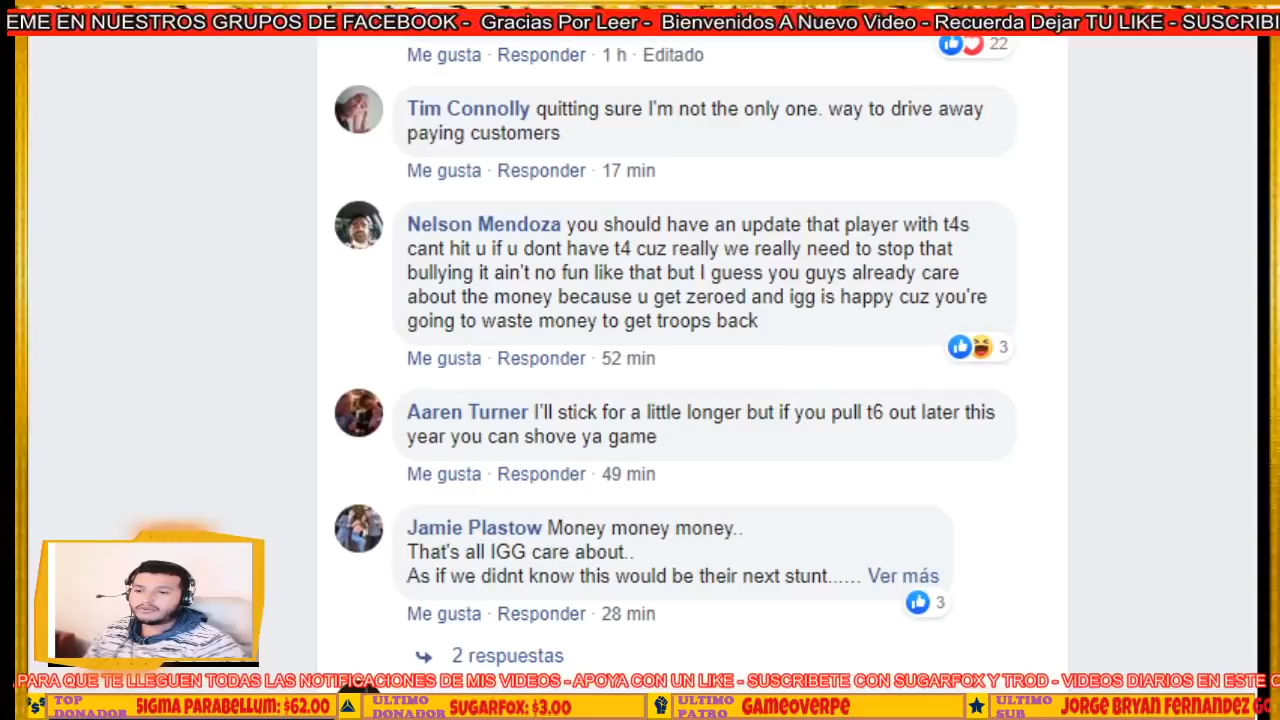 EME EN NUESTROS GRUPOS DE FACEBOOK - Gracias Por Leer - Bienvenidos A Nuevo Video - Recuerda Dejar TU LIKE - SUSCRIBI
Me gusta · Responder · 1 h · Editado
22
Tim Connolly quitting sure I'm not the only one. way to drive away
paying customers
Me gusta · Responder · 17 min
Nelson Mendoza you should have an update that player with t4s
cant hit u if u dont have t4 cuz really we really need to stop that
bullying it ain't no fun like that but I guess you guys already care
about the money because u get zeroed and igg is happy cuz you're
going to waste money to get troops back
3
Me gusta · Responder · 52 min
Aaren Turner I'll stick for a little longer but if you pull t6 out later this
year you can shove ya game
Me gusta · Responder · 49 min
Jamie Plastow Money money money..
That's all IGG care about..
As if we didnt know this would be their next stunt...... Ver más
3
Me gusta · Responder · 28 min
2 respuestas
PARA QUE TE LLEGUEN TODAS LAS NOTIFICACIONES DE MIS VIDEOS - APOYA CON UN LIKE - SUSCRIBETE CON SUGARFOX Y TROD - VIDEOS DIARIOS EN ESTE C
TOP DONADOR SIGMA PARABELLUM: $62.00 ULTIMO DONADOR SUGARFOX: $3.00 ULTIMO PATRO GAMEOVERPE ULTIMO SUB JORGE BRYAN FERNANDEZ GO